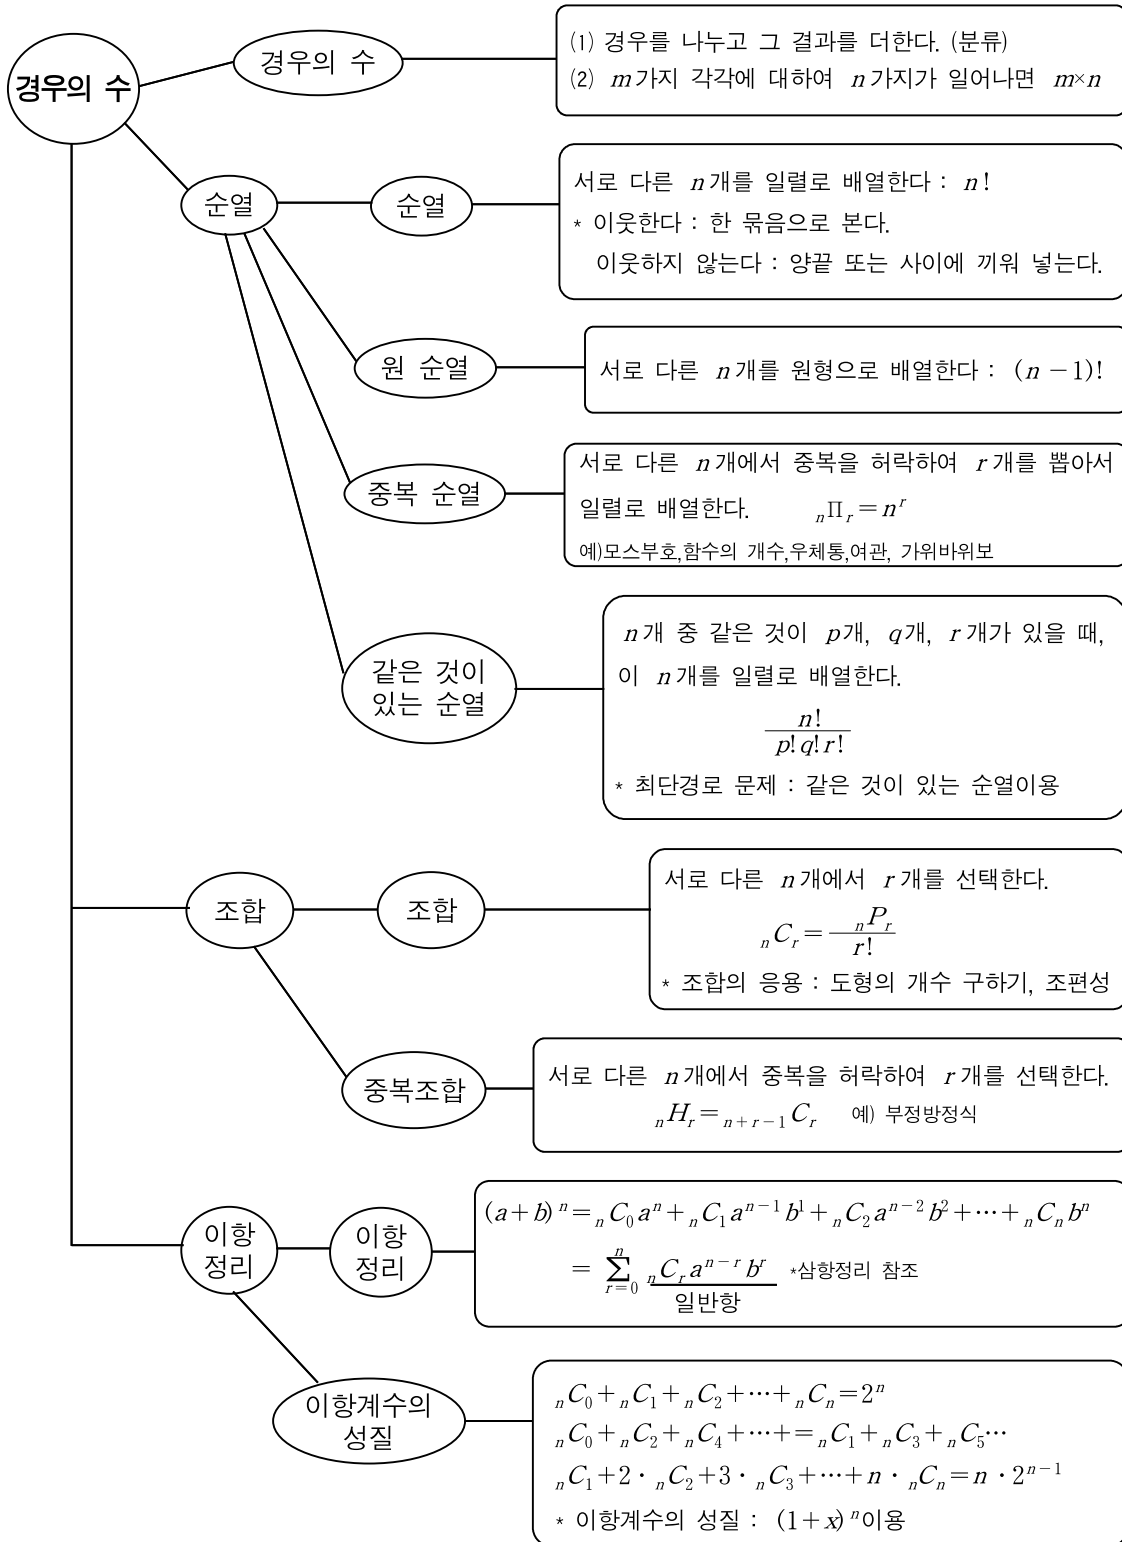 경우의 수
경우의 수
(1) 경우를 나누고 그 결과를 더한다. (분류)
(2) m가지 각각에 대하여 n가지가 일어나면 m×n
순열
순열
서로 다른 n개를 일렬로 배열한다 : n!
* 이웃한다 : 한 묶음으로 본다.
이웃하지 않는다 : 양끝 또는 사이에 끼워 넣는다.
원 순열
서로 다른 n개를 원형으로 배열한다 : (n-1)!
중복 순열
서로 다른 n개에서 중복을 허락하여 r개를 뽑아서
일렬로 배열한다. ₙΠᵣ=nʳ
예)모스부호,함수의 개수,우체통,여관, 가위바위보
같은 것이
있는 순열
n개 중 같은 것이 p개, q개, r개가 있을 때,
이 n개를 일렬로 배열한다.
n!
p!q!r!
* 최단경로 문제 : 같은 것이 있는 순열이용
조합
조합
서로 다른 n개에서 r개를 선택한다.
ₙCᵣ=ₙPᵣ/r!
* 조합의 응용 : 도형의 개수 구하기, 조편성
중복조합
서로 다른 n개에서 중복을 허락하여 r개를 선택한다.
ₙHᵣ=ₙ₊ᵣ₋₁Cᵣ 예) 부정방정식
이항
정리
이항
정리
(a+b)ⁿ=ₙC₀aⁿ+ₙC₁aⁿ⁻¹b¹+ₙC₂aⁿ⁻²b²+⋯+ₙCₙbⁿ
= n∑r=0 ₙCᵣaⁿ⁻ʳbʳ *삼항정리 참조
일반항
이항계수의
성질
ₙC₀+ₙC₁+ₙC₂+⋯+ₙCₙ=2ⁿ
ₙC₀+ₙC₂+ₙC₄+⋯+=ₙC₁+ₙC₃+ₙC₅⋯
ₙC₁+2·ₙC₂+3·ₙC₃+⋯+n·ₙCₙ=n·2ⁿ⁻¹
* 이항계수의 성질 : (1+x)ⁿ이용